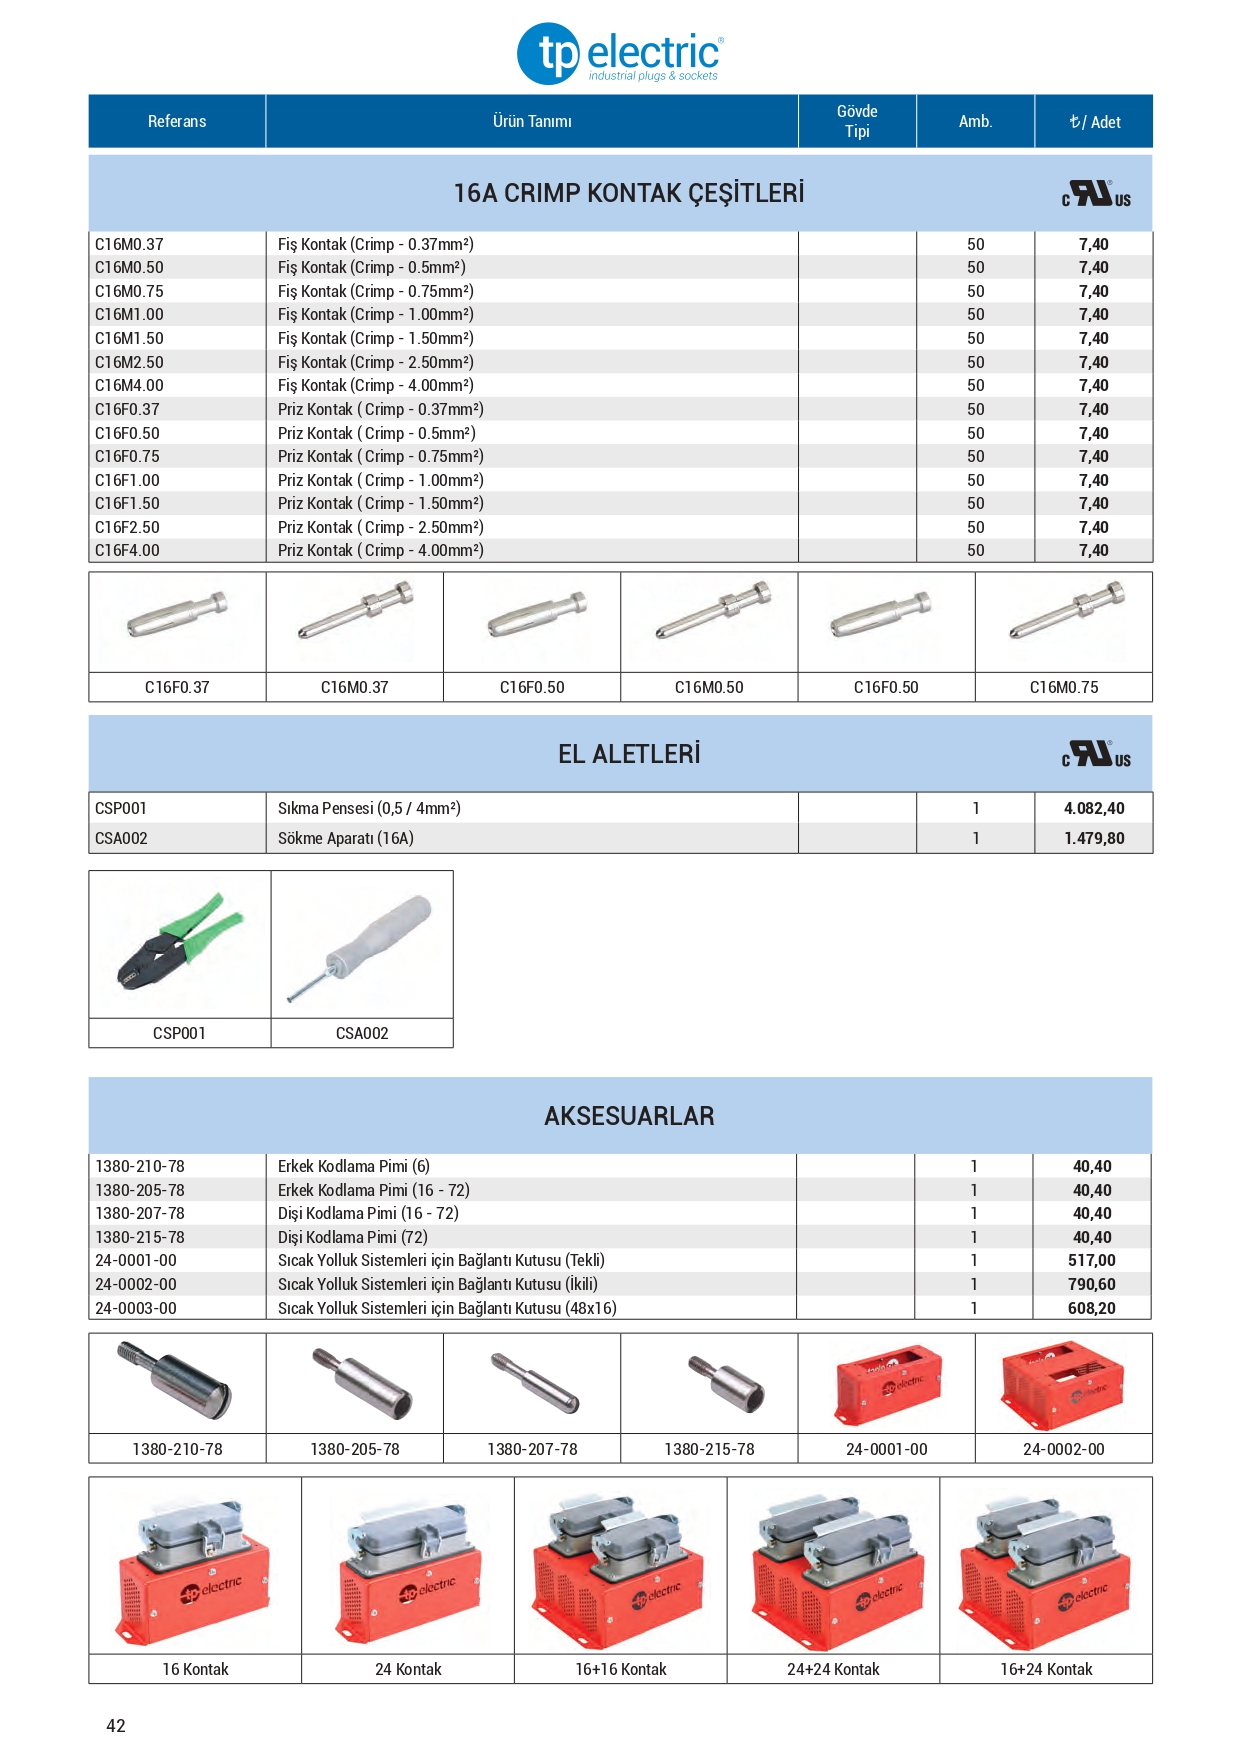 tp electric®
industrial plugs & sockets
Referans Ürün Tanımı Gövde Tipi Amb. ₺/ Adet
16A CRIMP KONTAK ÇEŞİTLERİ
C RU ® US
C16M0.37 Fiş Kontak (Crimp - 0.37mm²) 50 7,40
C16M0.50 Fiş Kontak (Crimp - 0.5mm²) 50 7,40
C16M0.75 Fiş Kontak (Crimp - 0.75mm²) 50 7,40
C16M1.00 Fiş Kontak (Crimp - 1.00mm²) 50 7,40
C16M1.50 Fiş Kontak (Crimp - 1.50mm²) 50 7,40
C16M2.50 Fiş Kontak (Crimp - 2.50mm²) 50 7,40
C16M4.00 Fiş Kontak (Crimp - 4.00mm²) 50 7,40
C16F0.37 Priz Kontak ( Crimp - 0.37mm²) 50 7,40
C16F0.50 Priz Kontak ( Crimp - 0.5mm²) 50 7,40
C16F0.75 Priz Kontak ( Crimp - 0.75mm²) 50 7,40
C16F1.00 Priz Kontak ( Crimp - 1.00mm²) 50 7,40
C16F1.50 Priz Kontak ( Crimp - 1.50mm²) 50 7,40
C16F2.50 Priz Kontak ( Crimp - 2.50mm²) 50 7,40
C16F4.00 Priz Kontak ( Crimp - 4.00mm²) 50 7,40
C16F0.37 C16M0.37 C16F0.50 C16M0.50 C16F0.50 C16M0.75
EL ALETLERİ
C RU ® US
CSP001 Sıkma Pensesi (0,5 / 4mm²) 1 4.082,40
CSA002 Sökme Aparatı (16A) 1 1.479,80
CSP001 CSA002
AKSESUARLAR
1380-210-78 Erkek Kodlama Pimi (6) 1 40,40
1380-205-78 Erkek Kodlama Pimi (16 - 72) 1 40,40
1380-207-78 Dişi Kodlama Pimi (16 - 72) 1 40,40
1380-215-78 Dişi Kodlama Pimi (72) 1 40,40
24-0001-00 Sıcak Yolluk Sistemleri için Bağlantı Kutusu (Tekli) 1 517,00
24-0002-00 Sıcak Yolluk Sistemleri için Bağlantı Kutusu (İkili) 1 790,60
24-0003-00 Sıcak Yolluk Sistemleri için Bağlantı Kutusu (48x16) 1 608,20
tp electric tp electric
1380-210-78 1380-205-78 1380-207-78 1380-215-78 24-0001-00 24-0002-00
tp electric tp electric tp electric tp electric tp electric
16 Kontak 24 Kontak 16+16 Kontak 24+24 Kontak 16+24 Kontak
42